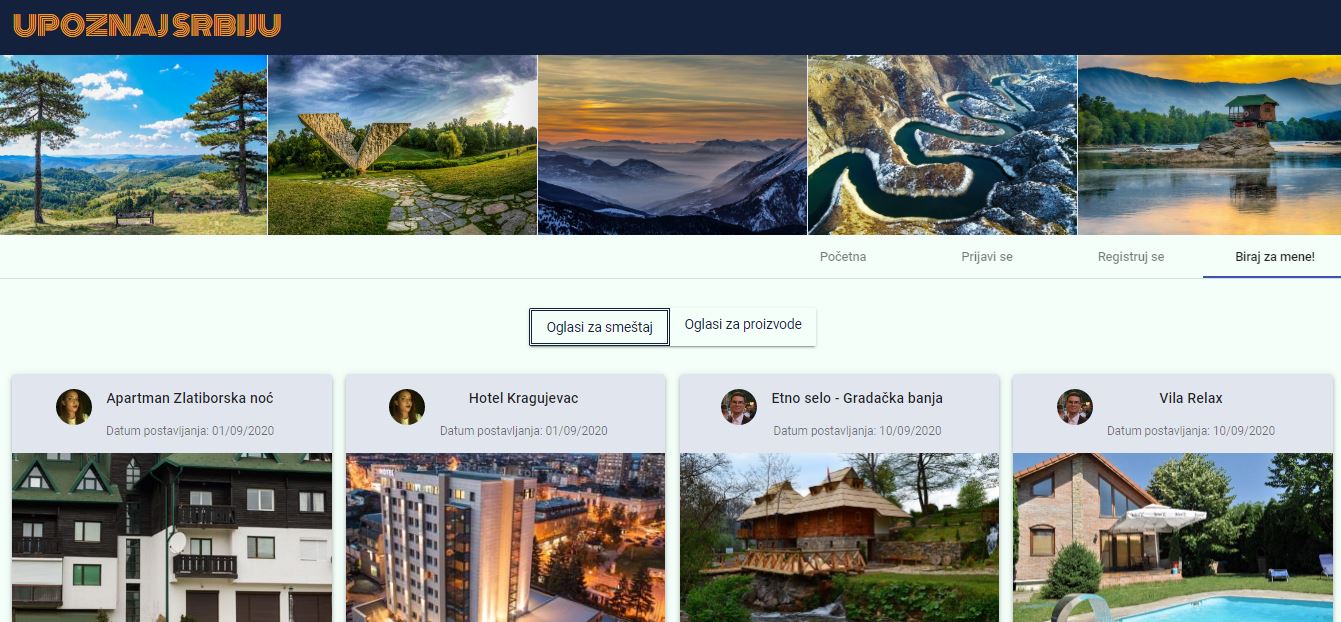 UPOZNAJ SRBIJU
Početna
Prijavi se
Registruj se
Biraj za mene!
Oglasi za smeštaj
Oglasi za proizvode
Apartman Zlatiborska noć
Datum postavljanja: 01/09/2020
Hotel Kragujevac
Datum postavljanja: 01/09/2020
Etno selo - Gradačka banja
Datum postavljanja: 10/09/2020
Vila Relax
Datum postavljanja: 10/09/2020
HOTEL